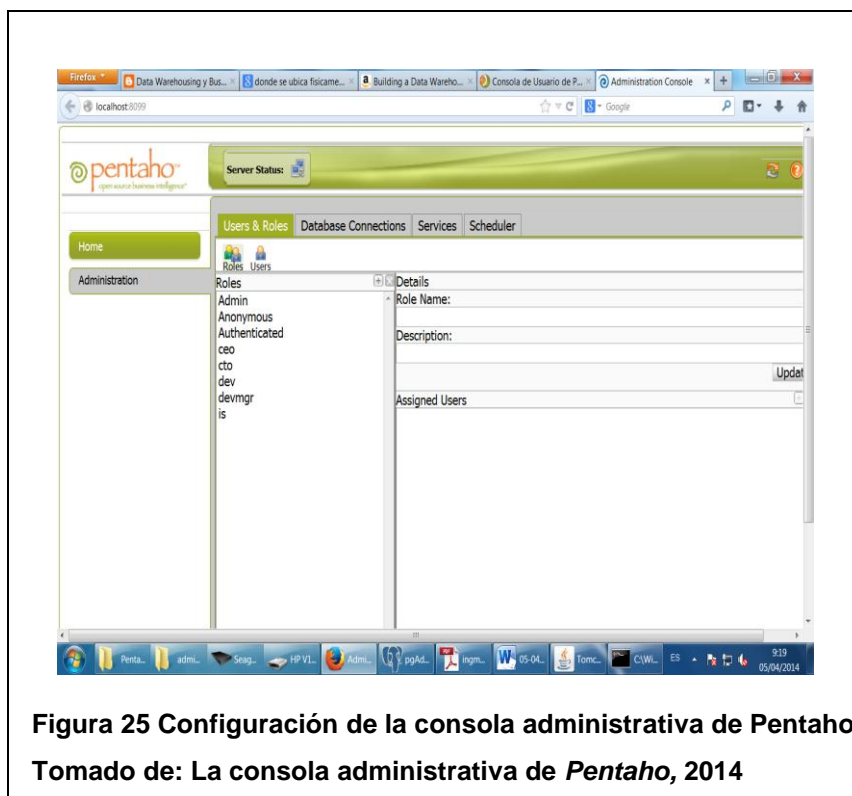 Firefox
Data Warehousing y Bus...
donde se ubica fisicame...
Building a Data Wareho...
Consola de Usuario de P...
Administration Console
localhost:8099
Google
pentaho
open source business intelligence
Server Status:
Users & Roles
Database Connections
Services
Scheduler
Home
Administration
Roles
Users
Roles
Details
Admin
Role Name:
Anonymous
Authenticated
Description:
ceo
cto
dev
Updat
devmgr
Assigned Users
is
Penta...
admi...
Seag...
HP V1...
Admi...
pgAd...
ingm...
05-04...
Tomc...
C:\Wi...
ES
9:19
05/04/2014
Figura 25 Configuración de la consola administrativa de Pentaho
Tomado de: La consola administrativa de Pentaho, 2014